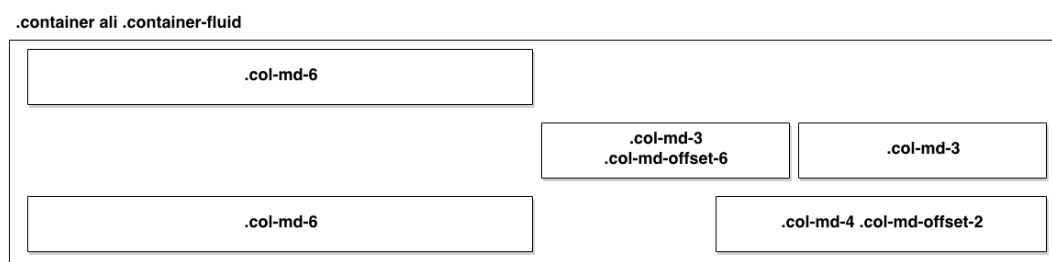 .container ali .container-fluid
.col-md-6
.col-md-3
.col-md-offset-6
.col-md-3
.col-md-6
.col-md-4 .col-md-offset-2